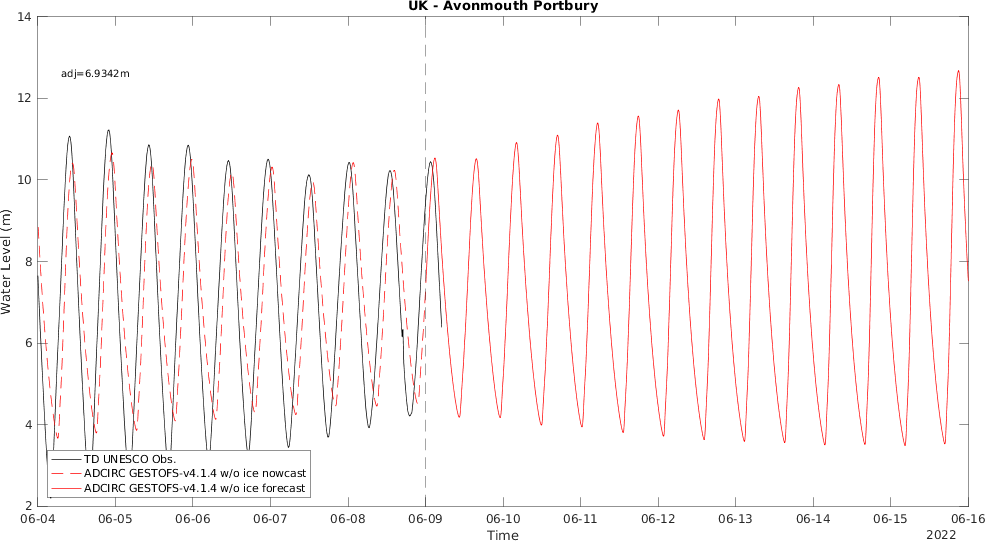 UK - Avonmouth Portbury
14
12
10
8
6
4
2
Water Level (m)
adj=6.9342m
TD UNESCO Obs.
ADCIRC GESTOFS-v4.1.4 w/o ice nowcast
ADCIRC GESTOFS-v4.1.4 w/o ice forecast
06-04 06-05 06-06 06-07 06-08 06-09 06-10 06-11 06-12 06-13 06-14 06-15 06-16
Time
2022